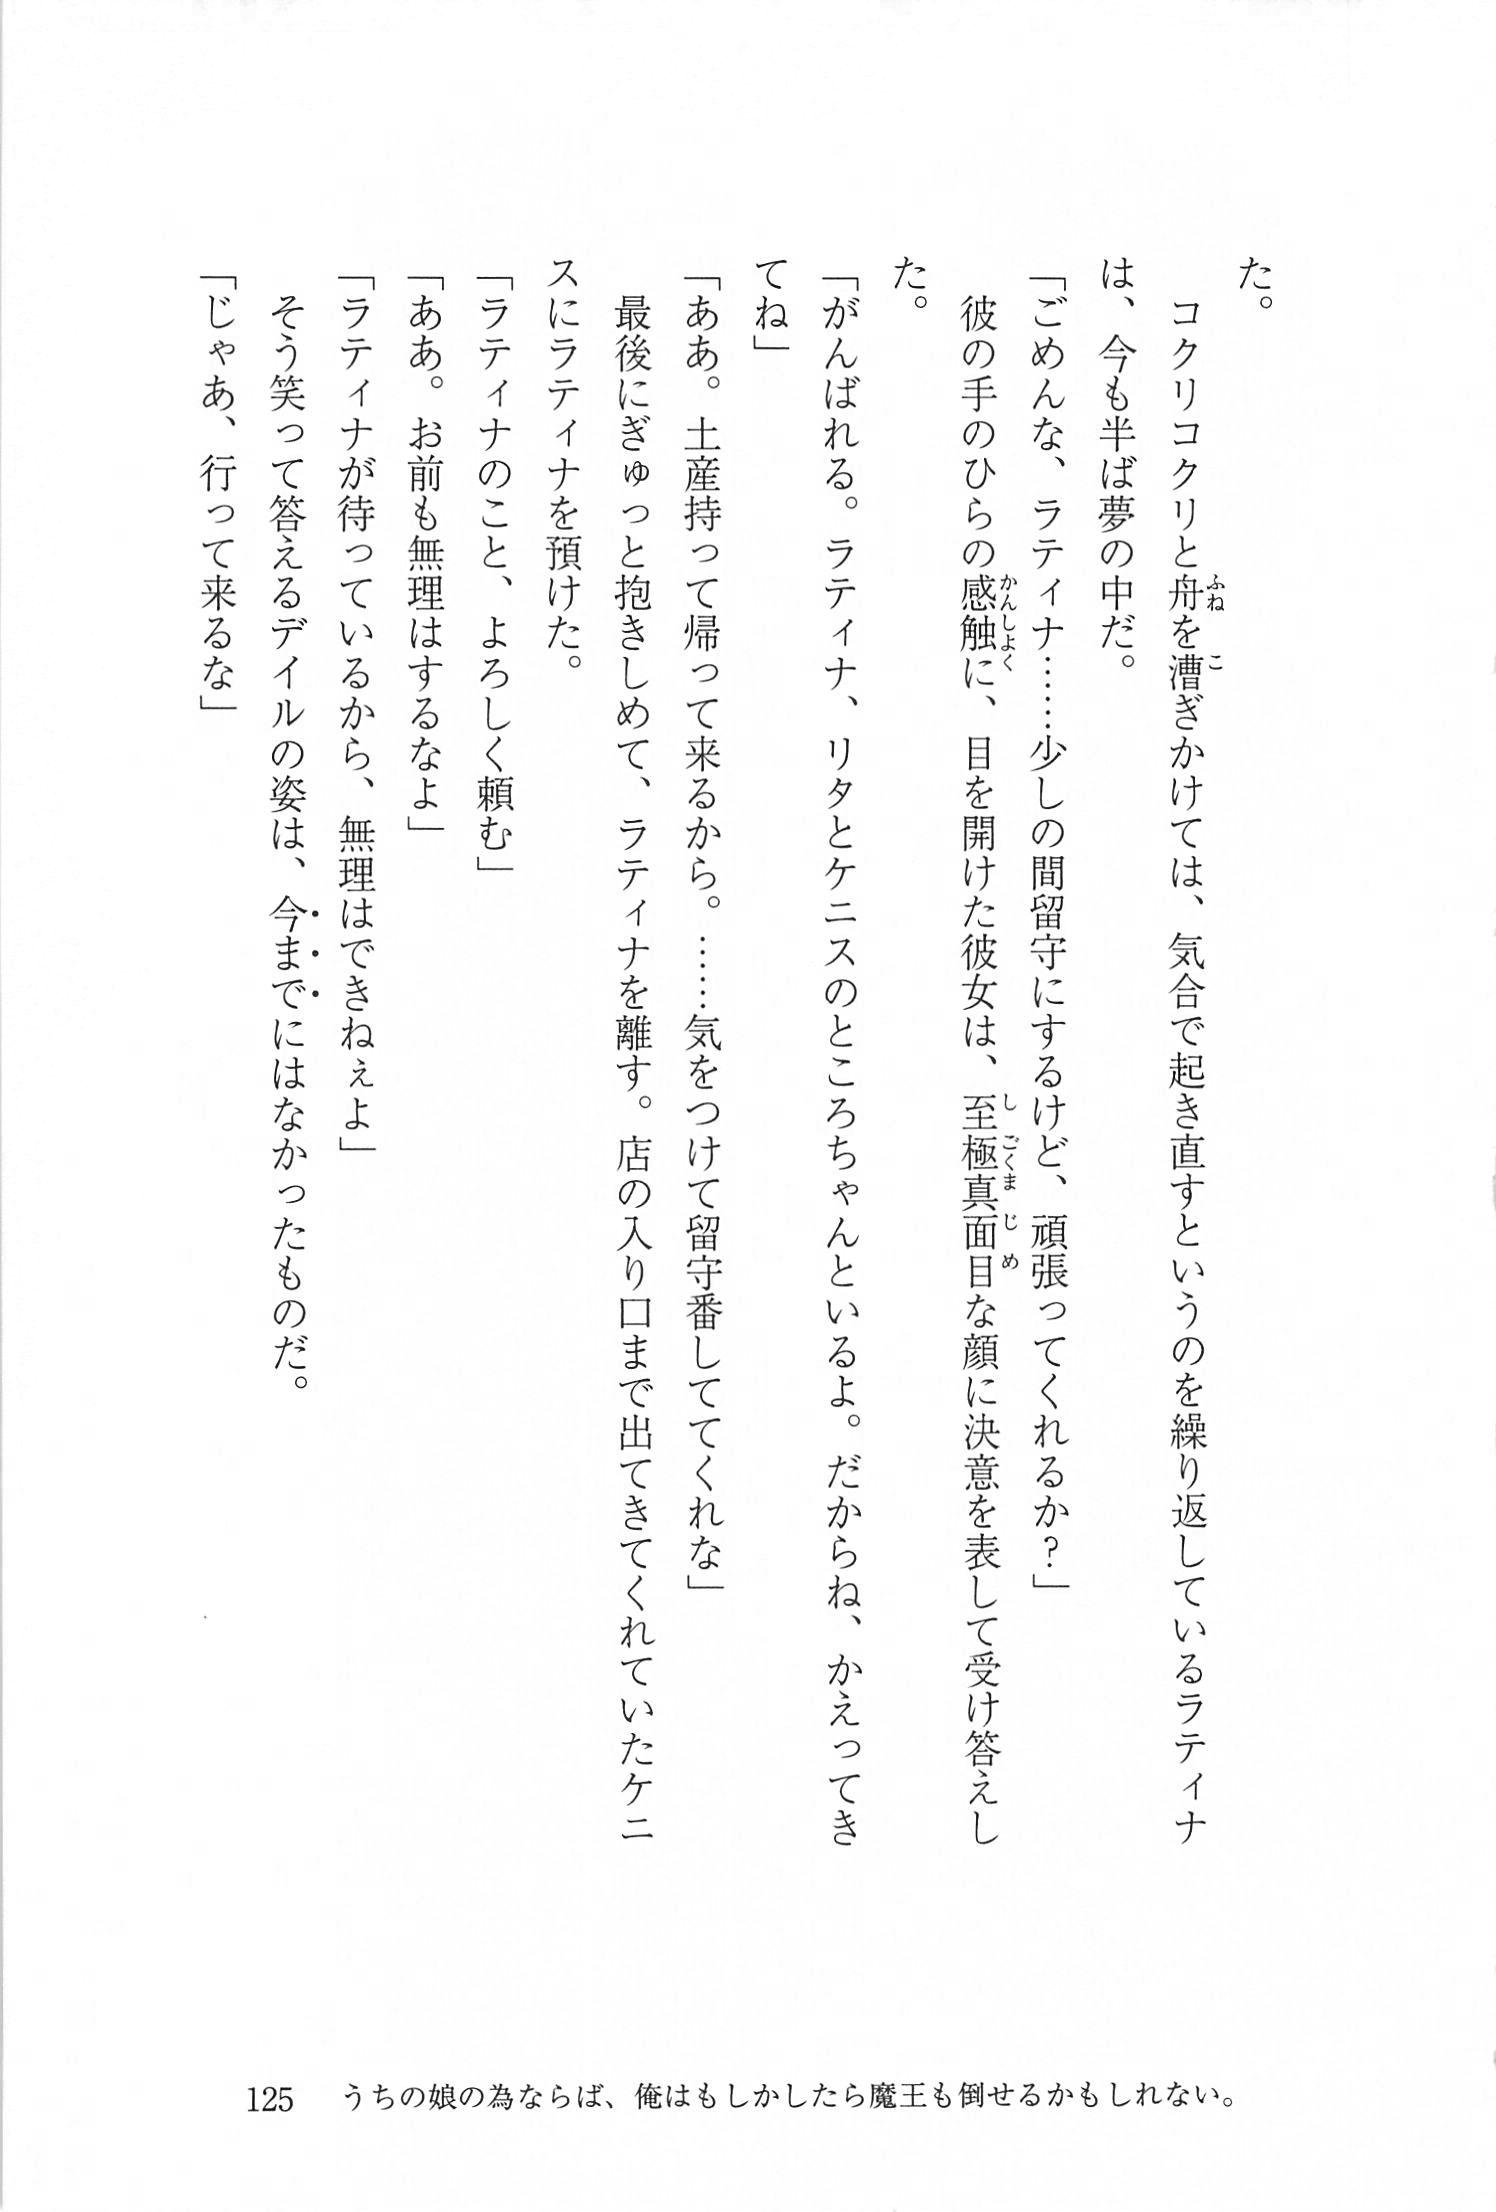 た。
　コクリコクリと舟を漕ぎかけては、気合で起き直すというのを繰り返しているラティナ
は、今も半ば夢の中だ。
「ごめんな、ラティナ……少しの間留守にするけど、頑張ってくれるか？」
　彼の手のひらの感触に、目を開けた彼女は、至極真面目な顔に決意を表して受け答えし
た。
「がんばれる。ラティナ、リタとケニスのところちゃんといるよ。だからね、かえってき
てね」
「ああ。土産持って帰って来るから。……気をつけて留守番しててくれな」
　最後にぎゅっと抱きしめて、ラティナを離す。店の入り口まで出てきてくれていたケニ
スにラティナを預けた。
「ラティナのこと、よろしく頼む」
「ああ。お前も無理はするなよ」
「ラティナが待っているから、無理はできねぇよ」
　そう笑って答えるデイルの姿は、今までにはなかったものだ。
「じゃあ、行って来るな」
125　うちの娘の為ならば、俺はもしかしたら魔王も倒せるかもしれない。